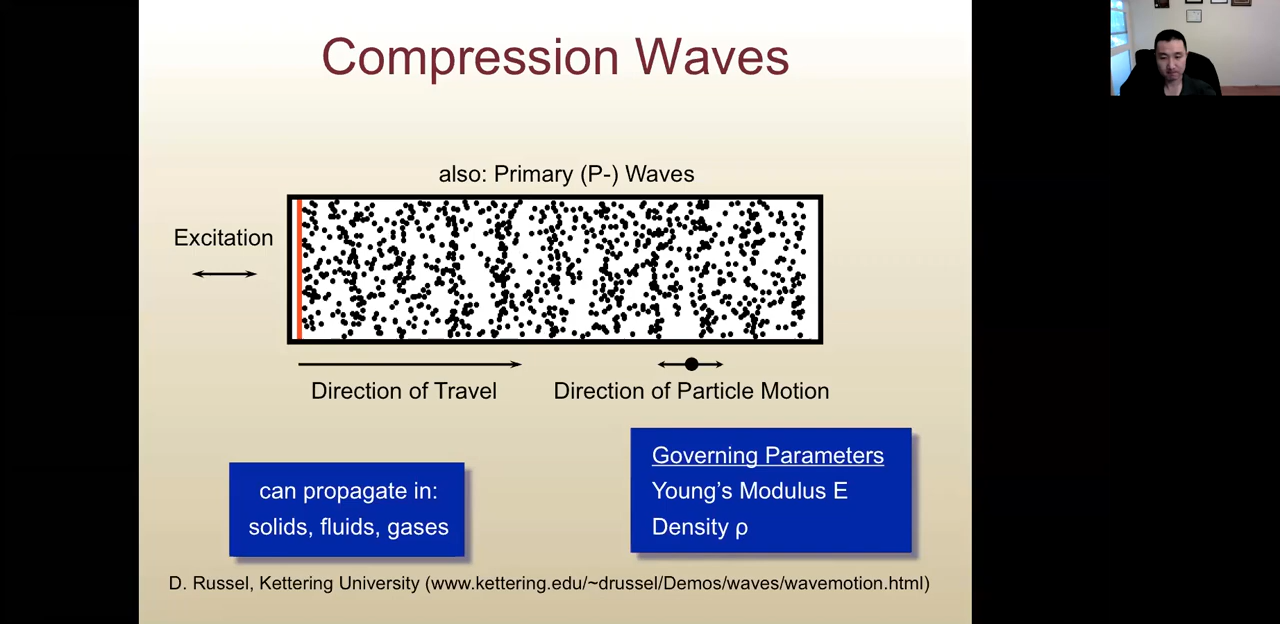 Compression Waves
also: Primary (P-) Waves
Excitation
Direction of Travel
Direction of Particle Motion
can propagate in:
solids, fluids, gases
Governing Parameters
Young’s Modulus E
Density ρ
D. Russel, Kettering University (www.kettering.edu/~drussel/Demos/waves/wavemotion.html)